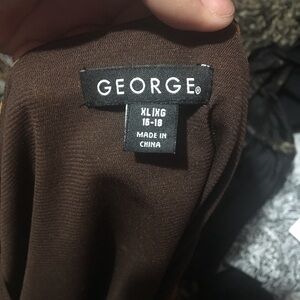 GEORGE®
XL|XG
16-18
MADE IN
CHINA